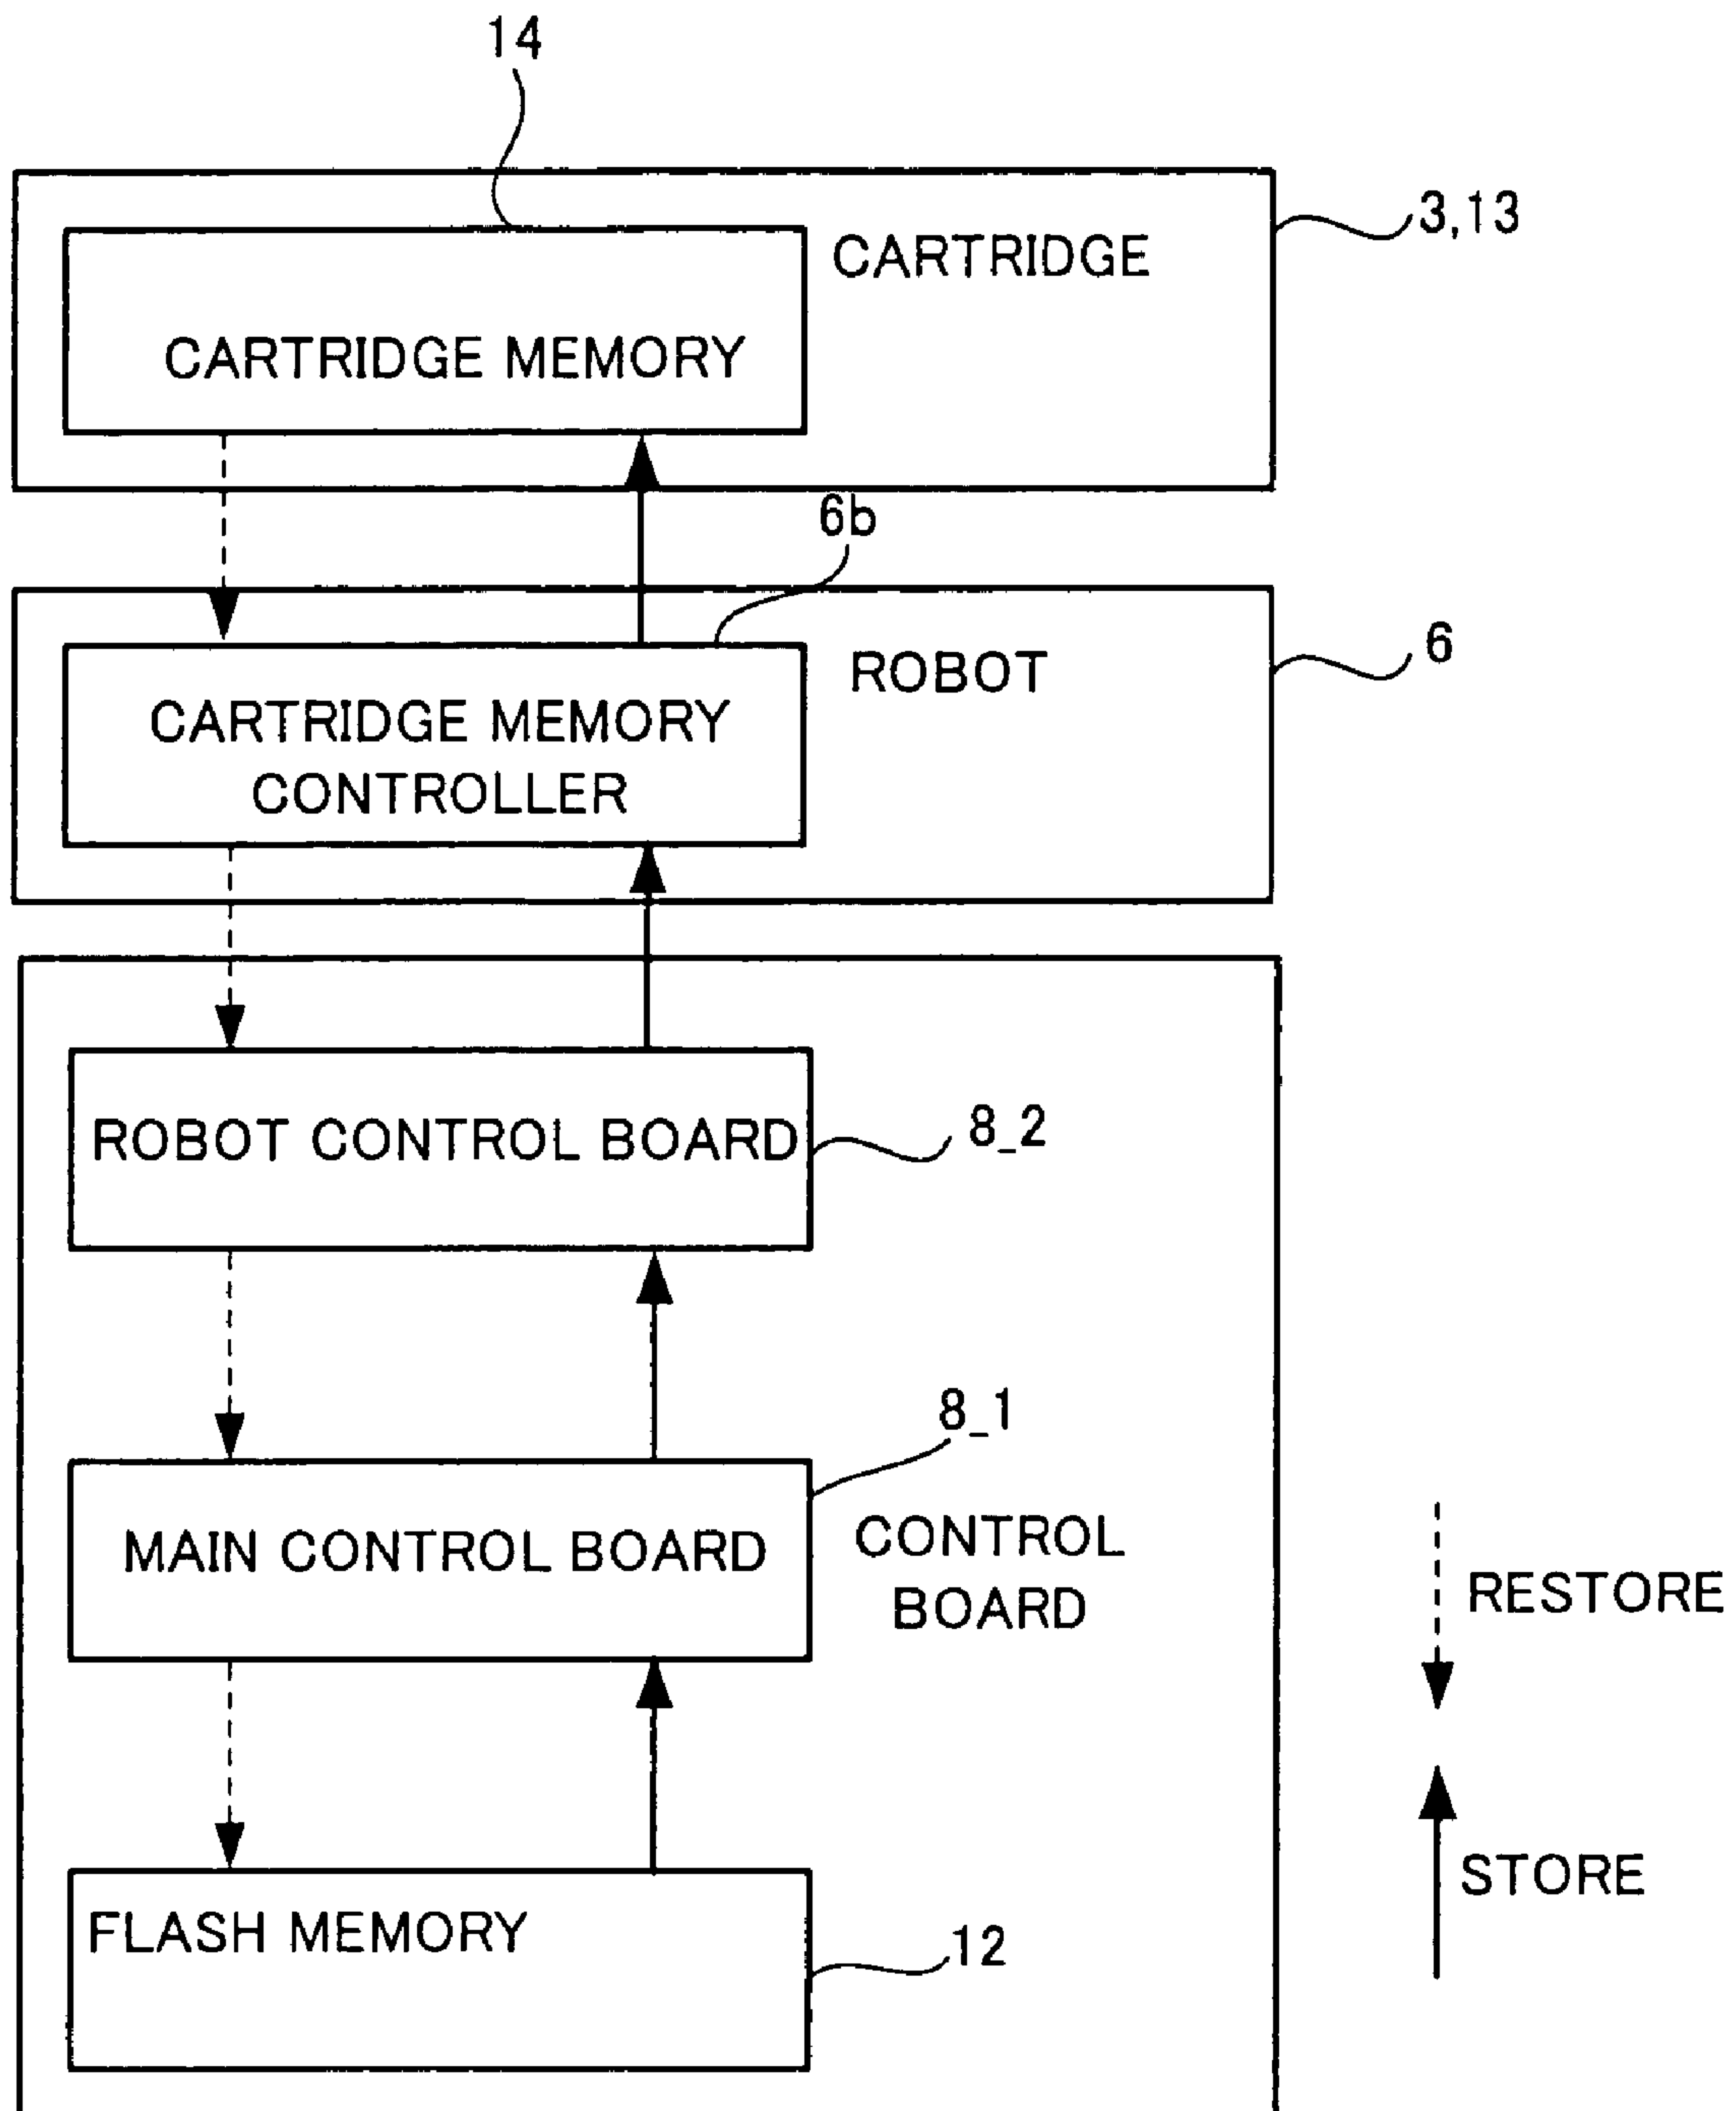 14
3,13
CARTRIDGE
CARTRIDGE MEMORY
6b
6
ROBOT
CARTRIDGE MEMORY
CONTROLLER
ROBOT CONTROL BOARD
8_2
8_1
MAIN CONTROL BOARD
CONTROL
BOARD
RESTORE
STORE
FLASH MEMORY
12